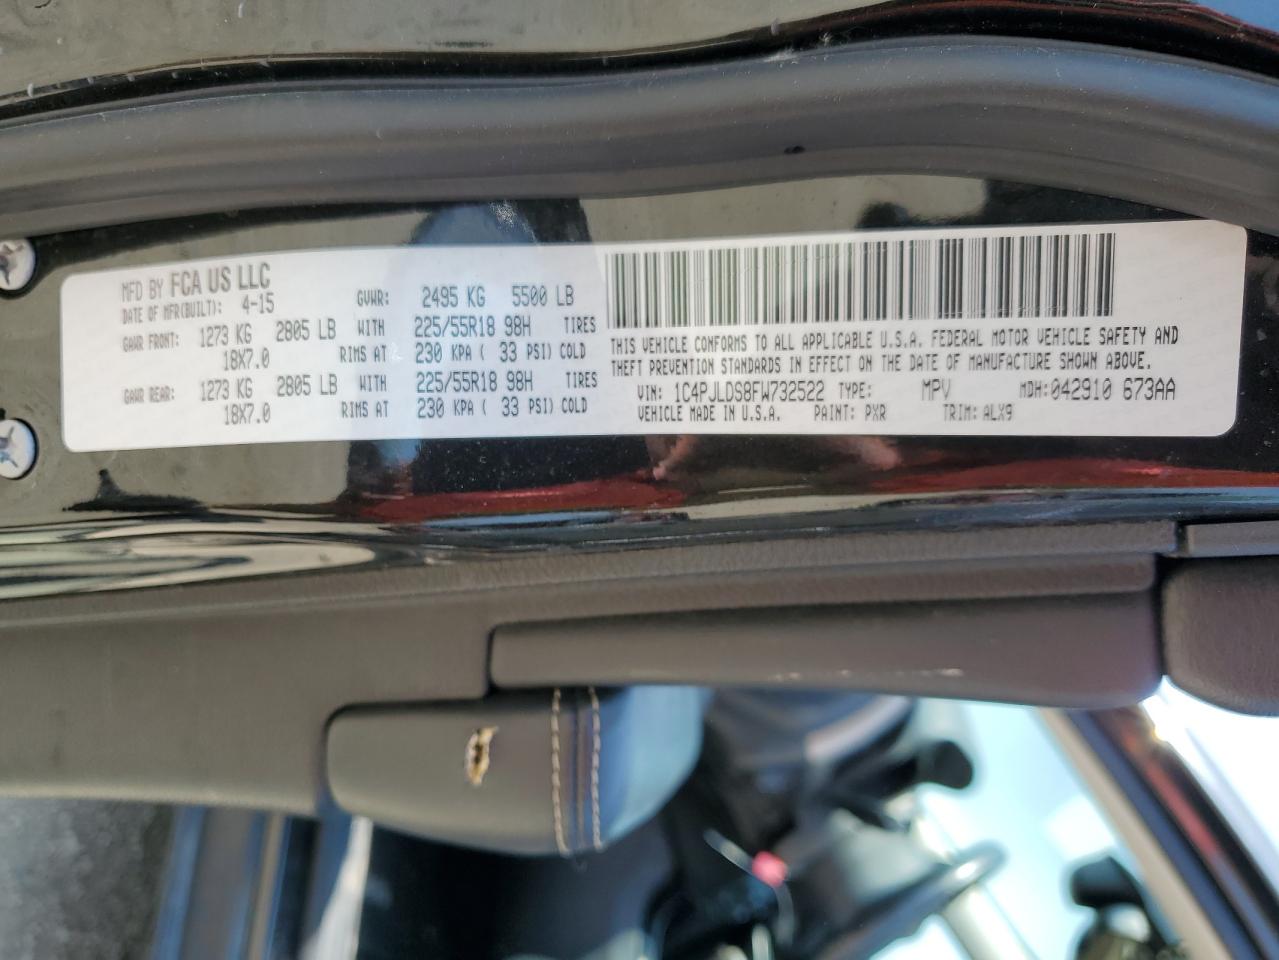 MFD BY FCA US LLC
DATE OF MFR(BUILT): 4-15 GVWR: 2495 KG 5500 LB
GAWR FRONT: 1273 KG 2805 LB WITH 225/55R18 98H TIRES
18X7.0 RIMS AT 230 KPA ( 33 PSI) COLD
GAWR REAR: 1273 KG 2805 LB WITH 225/55R18 98H TIRES
18X7.0 RIMS AT 230 KPA ( 33 PSI) COLD
THIS VEHICLE CONFORMS TO ALL APPLICABLE U.S.A. FEDERAL MOTOR VEHICLE SAFETY AND
THEFT PREVENTION STANDARDS IN EFFECT ON THE DATE OF MANUFACTURE SHOWN ABOVE.
VIN: 1C4PJLDS8FW732522 TYPE: MPV MDH: 042910 673AA
VEHICLE MADE IN U.S.A. PAINT: PXR TRIM: ALX9